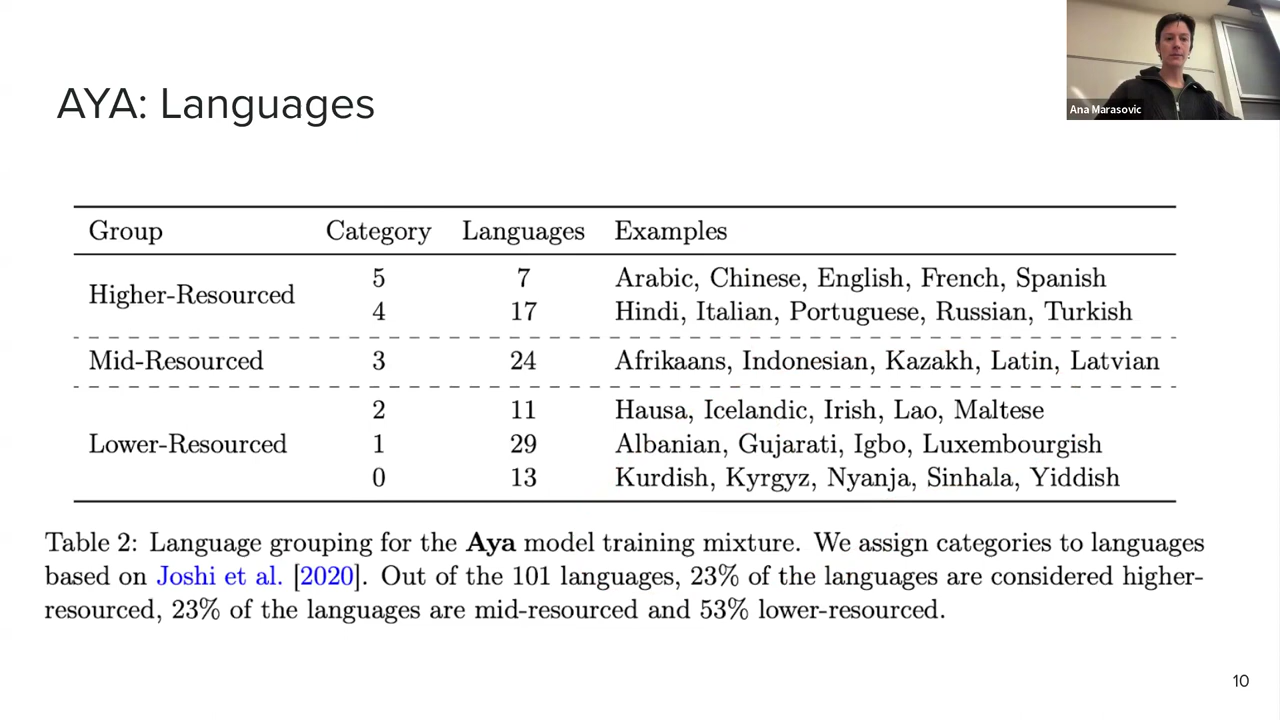 AYA: Languages
Ana Marasovic
Group Category Languages Examples
Higher-Resourced
5 7 Arabic, Chinese, English, French, Spanish
4 17 Hindi, Italian, Portuguese, Russian, Turkish
Mid-Resourced 3 24 Afrikaans, Indonesian, Kazakh, Latin, Latvian
Lower-Resourced
2 11 Hausa, Icelandic, Irish, Lao, Maltese
1 29 Albanian, Gujarati, Igbo, Luxembourgish
0 13 Kurdish, Kyrgyz, Nyanja, Sinhala, Yiddish
Table 2: Language grouping for the Aya model training mixture. We assign categories to languages
based on Joshi et al. [2020]. Out of the 101 languages, 23% of the languages are considered higher-
resourced, 23% of the languages are mid-resourced and 53% lower-resourced.
10